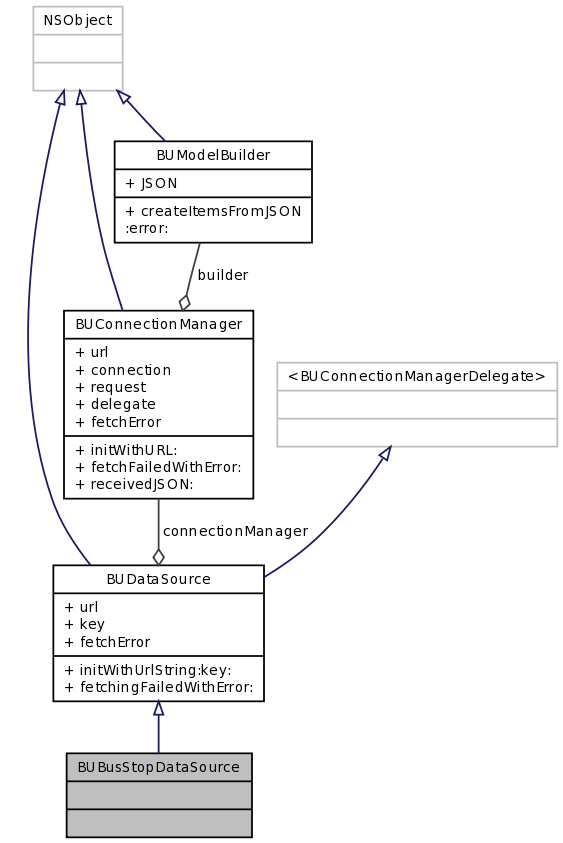 NSObject
BUModelBuilder
+ JSON
+ createItemsFromJSON
:error:
builder
BUConnectionManager
+ url
+ connection
+ request
+ delegate
+ fetchError
+ initWithURL:
+ fetchFailedWithError:
+ receivedJSON:
<BUConnectionManagerDelegate>
connectionManager
BUDataSource
+ url
+ key
+ fetchError
+ initWithUrlString:key:
+ fetchingFailedWithError:
BUBusStopDataSource